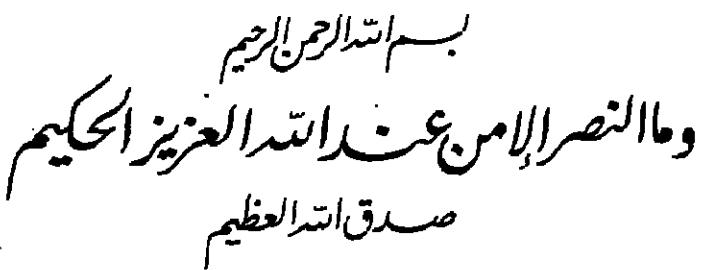 بسم الله الرحمن الرحيم
وما النصر إلا من عند الله العزيز الحكيم
صدق الله العظيم